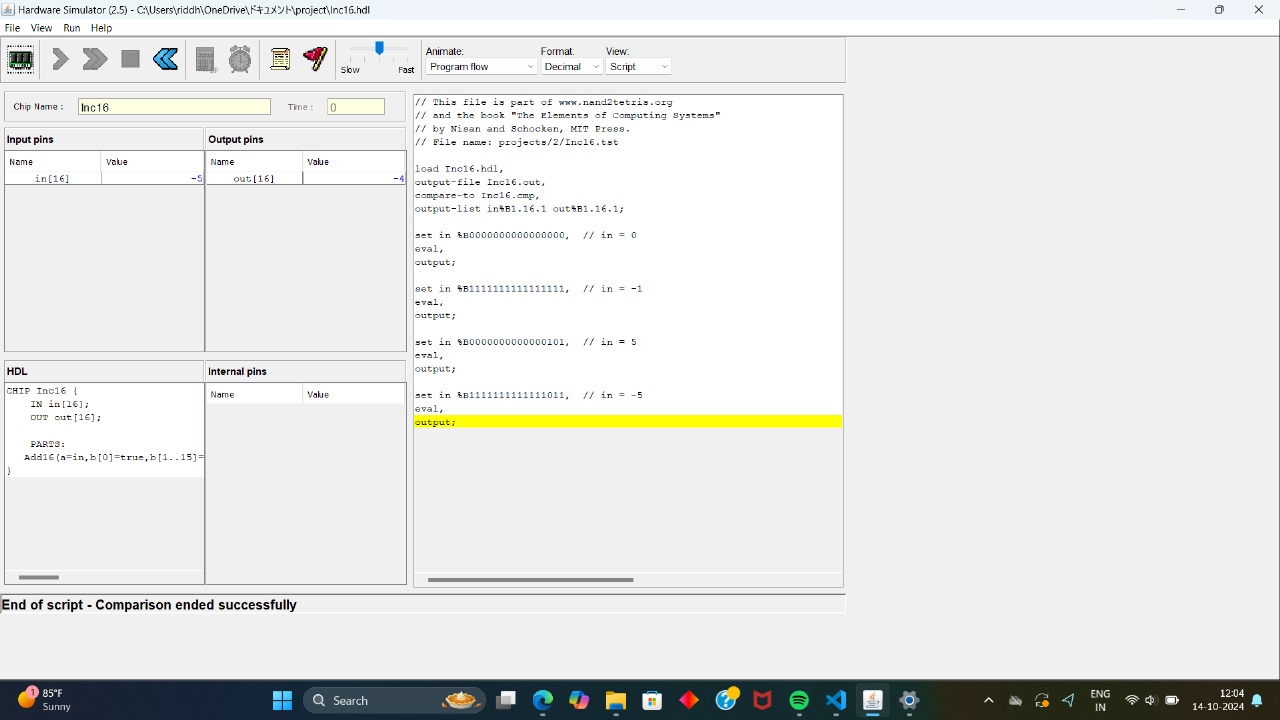 Hardware Simulator (2.5) - C:\Users\riddh\OneDrive\ドキュメント\project\Inc16.hdl
File View Run Help
Slow Fast
Animate: Format: View:
Program flow Decimal Script
Chip Name : Inc16 Time : 0
Input pins Output pins
Name Value Name Value
in[16] -5 out[16] -4
HDL Internal pins
Name Value
CHIP Inc16 {
IN in[16];
OUT out[16];
PARTS:
Add16(a=in,b[0]=true,b[1..15]=
}
// This file is part of www.nand2tetris.org
// and the book "The Elements of Computing Systems"
// by Nisan and Schocken, MIT Press.
// File name: projects/2/Inc16.tst
load Inc16.hdl,
output-file Inc16.out,
compare-to Inc16.cmp,
output-list in%B1.16.1 out%B1.16.1;
set in %B0000000000000000, // in = 0
eval,
output;
set in %B1111111111111111, // in = -1
eval,
output;
set in %B0000000000000101, // in = 5
eval,
output;
set in %B1111111111111011, // in = -5
eval,
output;
End of script - Comparison ended successfully
1
85°F
Sunny
Search
ENG
IN
12:04
14-10-2024